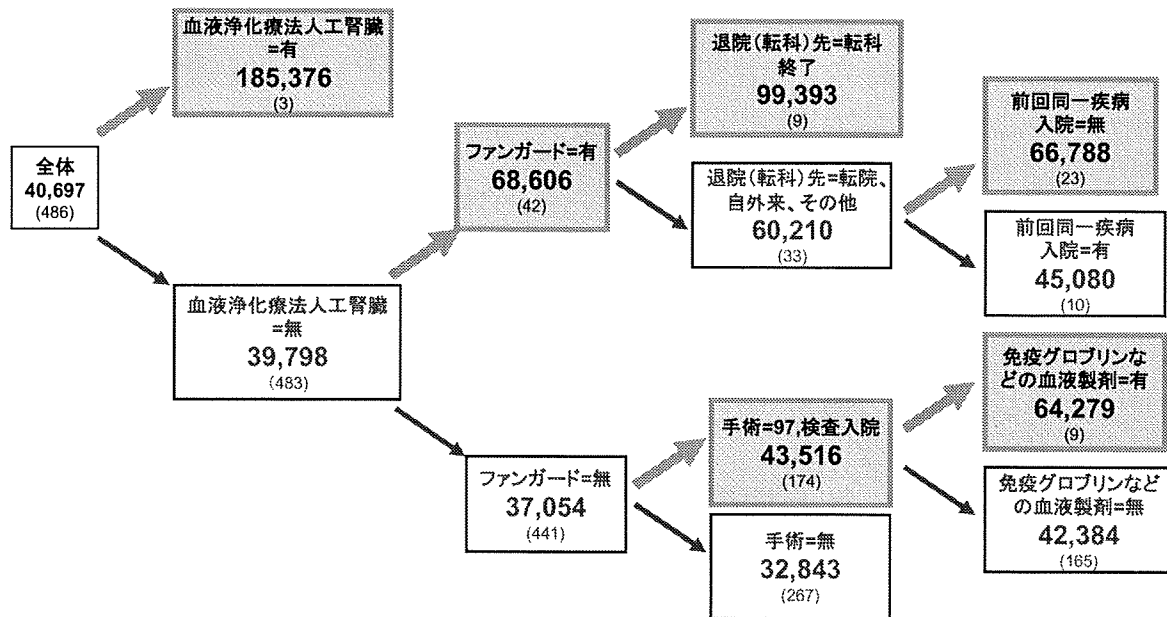 血液浄化療法人工腎臓
=有
185,376
(3)
全体
40,697
(486)
血液浄化療法人工腎臓
=無
39,798
(483)
ファンガード=有
68,606
(42)
ファンガード=無
37,054
(441)
退院(転科)先=転科
終了
99,393
(9)
退院(転科)先=転院、
自外来、その他
60,210
(33)
手術=97,検査入院
43,516
(174)
手術=無
32,843
(267)
前回同一疾病
入院=無
66,788
(23)
前回同一疾病
入院=有
45,080
(10)
免疫グロブリンな
どの血液製剤=有
64,279
(9)
免疫グロブリンなど
の血液製剤=無
42,384
(165)